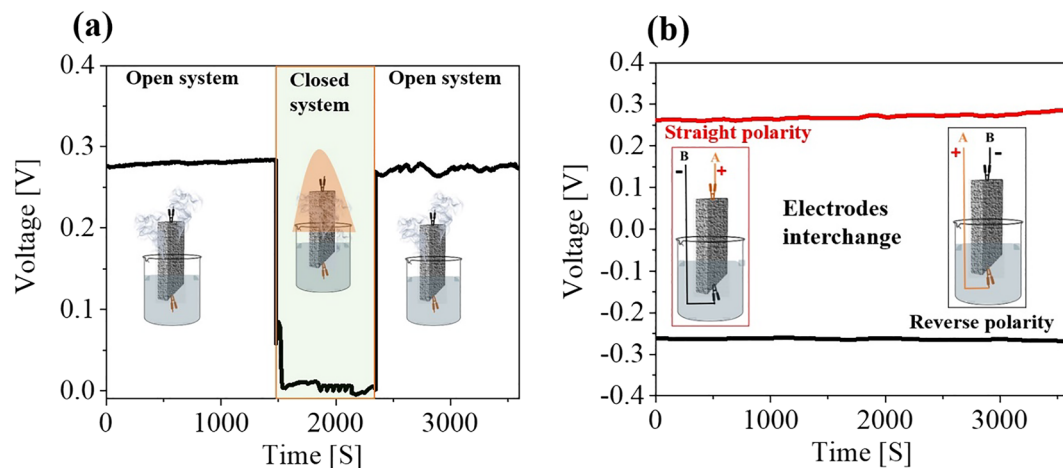 (a)
0.4
0.3
0.2
0.1
0.0
Voltage [V]
Open system
Closed
system
Open system
0
1000
2000
3000
Time [S]
(b)
0.4
0.3
0.2
0.1
0.0
-0.1
-0.1
-0.3
-0.4
Voltage [V]
Straight polarity
B
-
A
+
Electrodes
interchange
A
+
B
-
Reverse polarity
0
1000
2000
3000
Time [S]